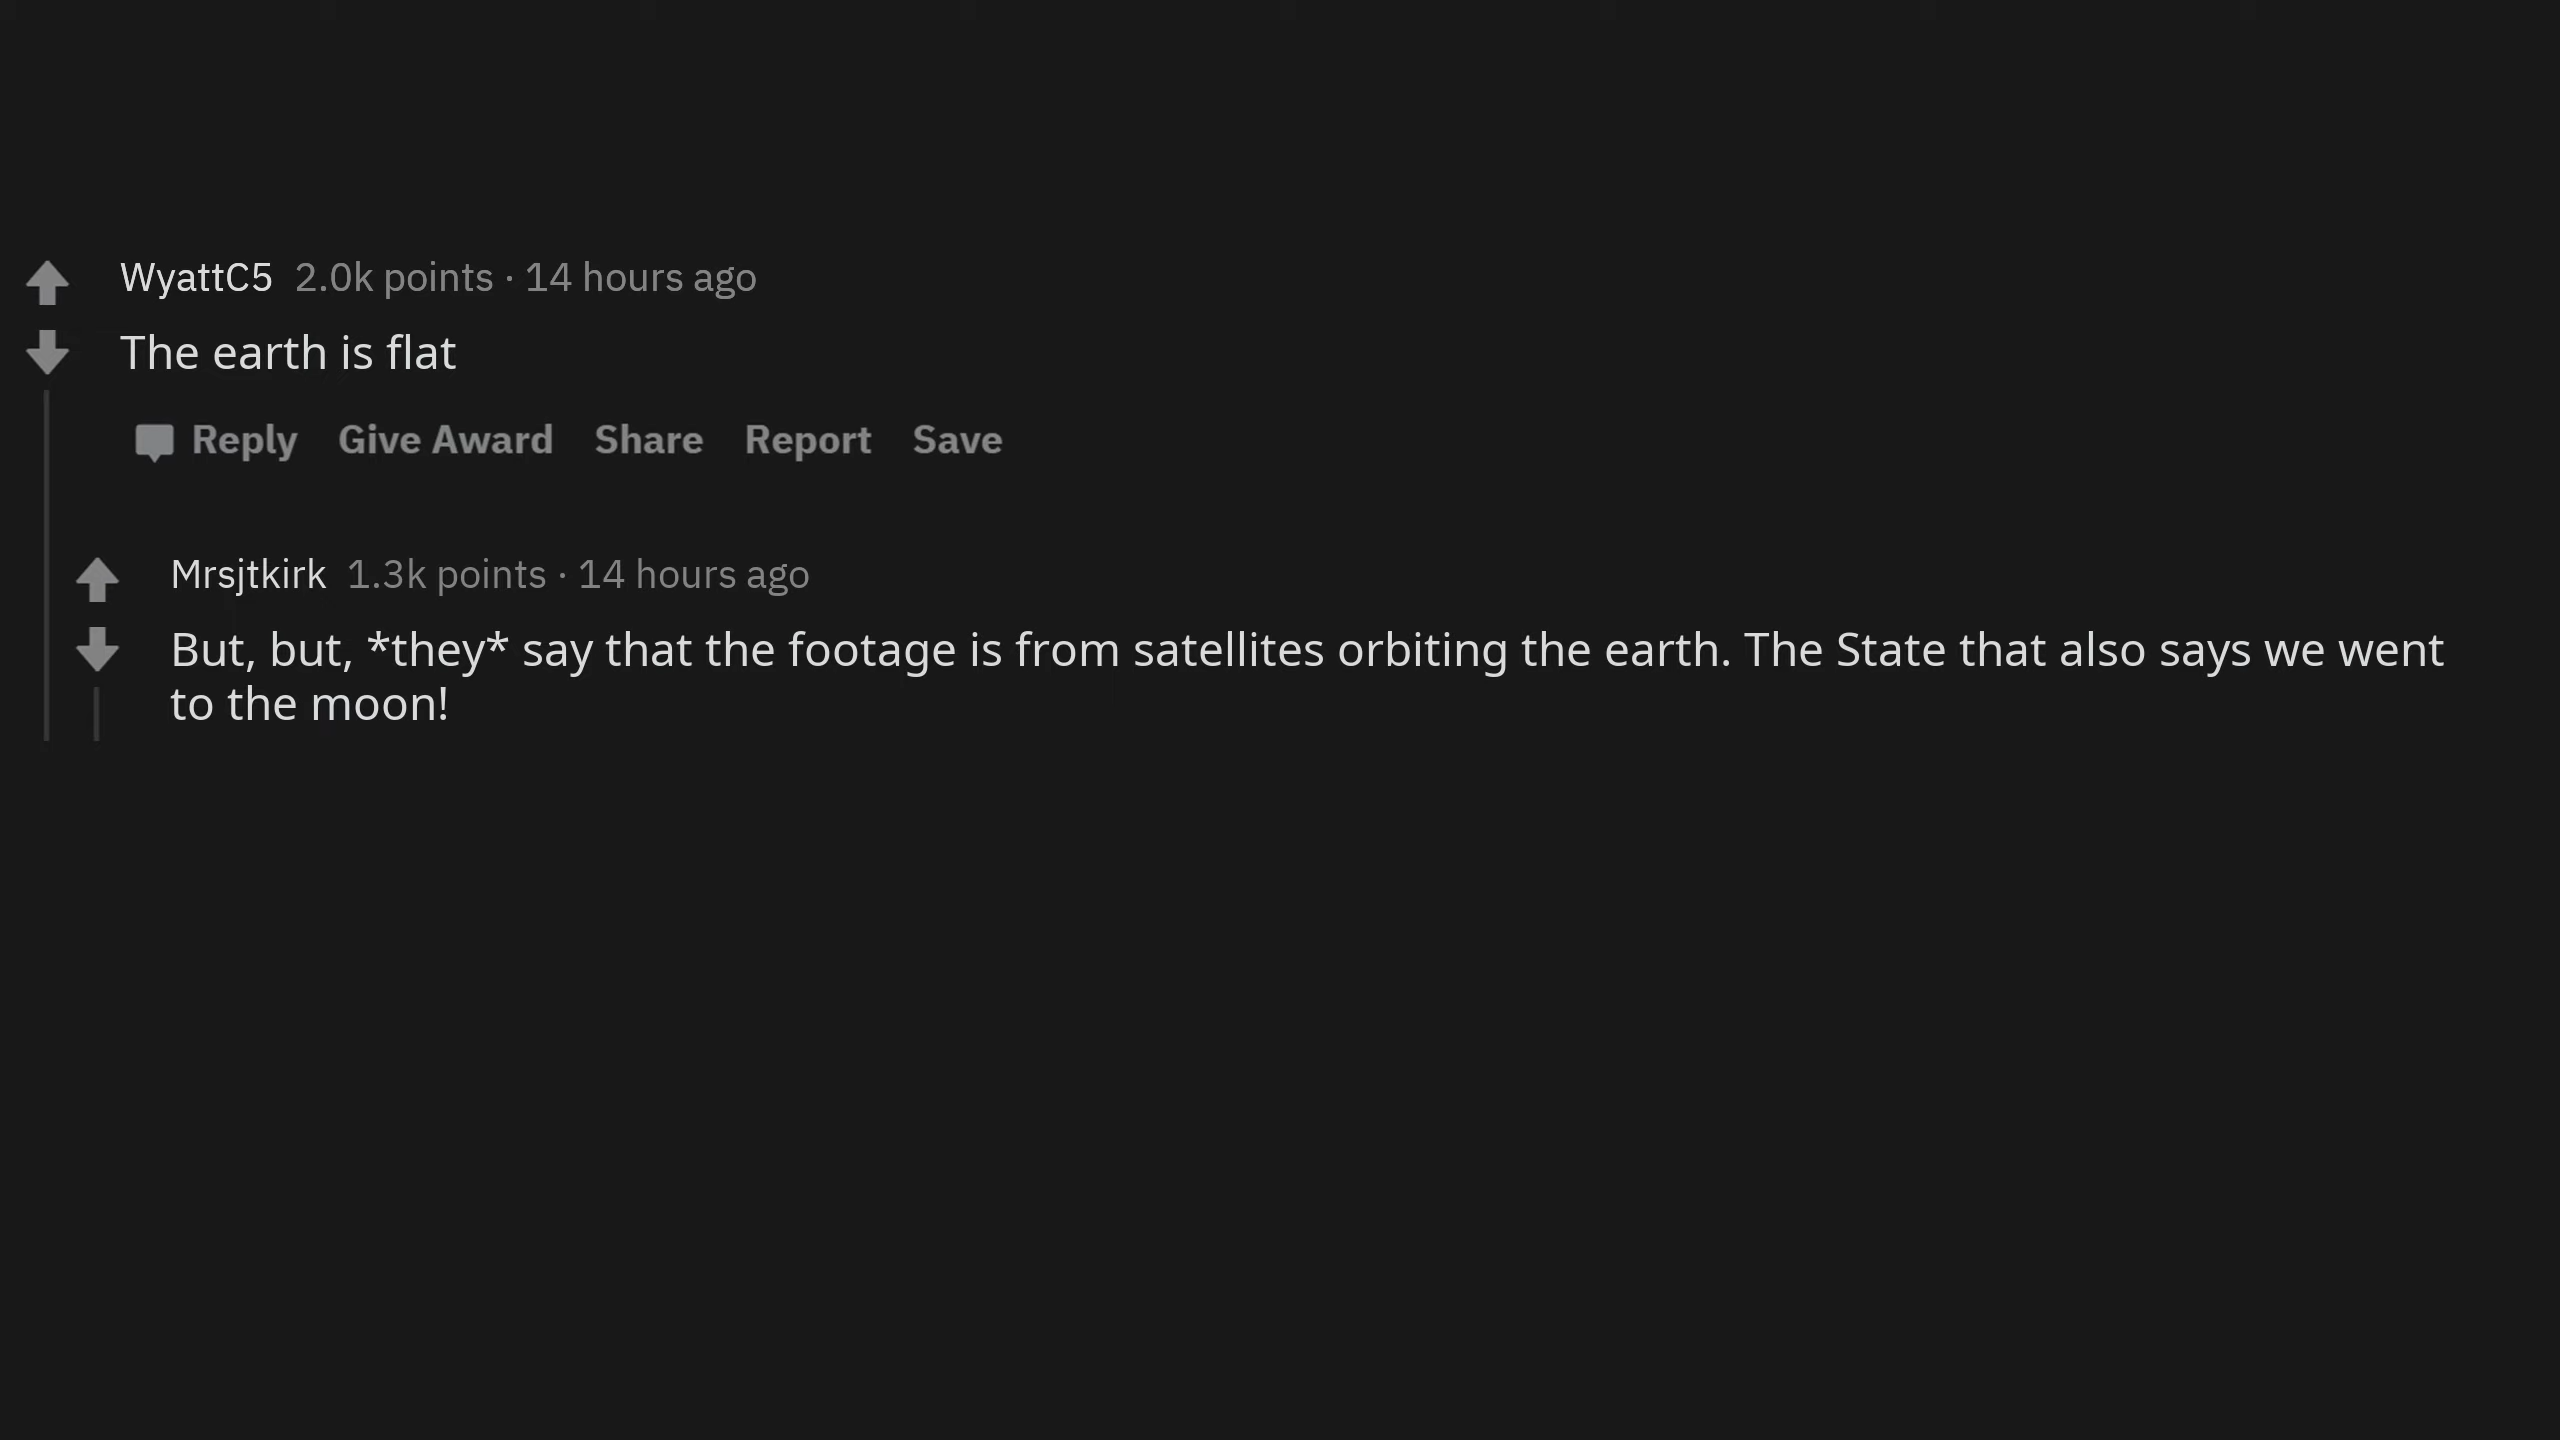 WyattC5 2.0k points · 14 hours ago
The earth is flat
Reply Give Award Share Report Save
Mrsjtkirk 1.3k points · 14 hours ago
But, but, *they* say that the footage is from satellites orbiting the earth. The State that also says we went
to the moon!